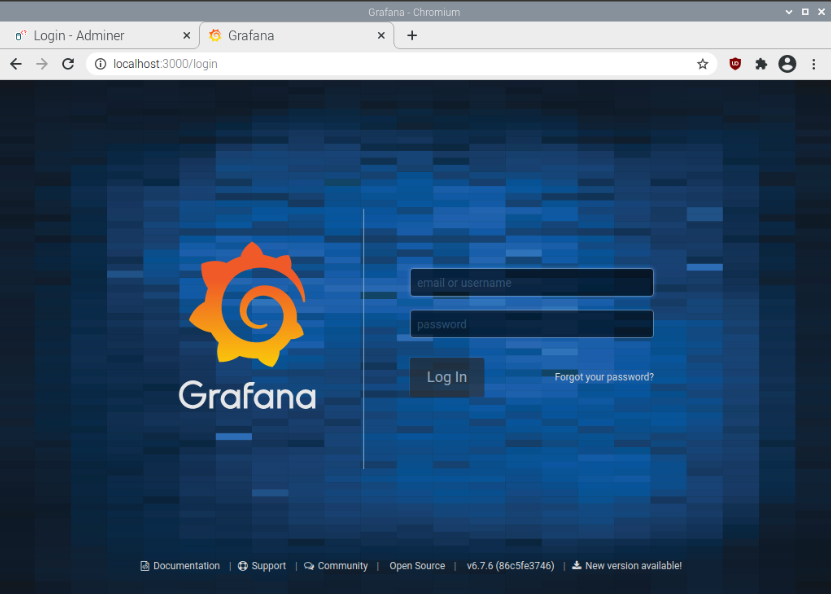 Grafana - Chromium
Login - Adminer
Grafana
localhost:3000/login
email or username
password
Log In
Forgot your password?
Grafana
Documentation | Support | Community | Open Source | v6.7.6 (86c5fe3746) | New version available!